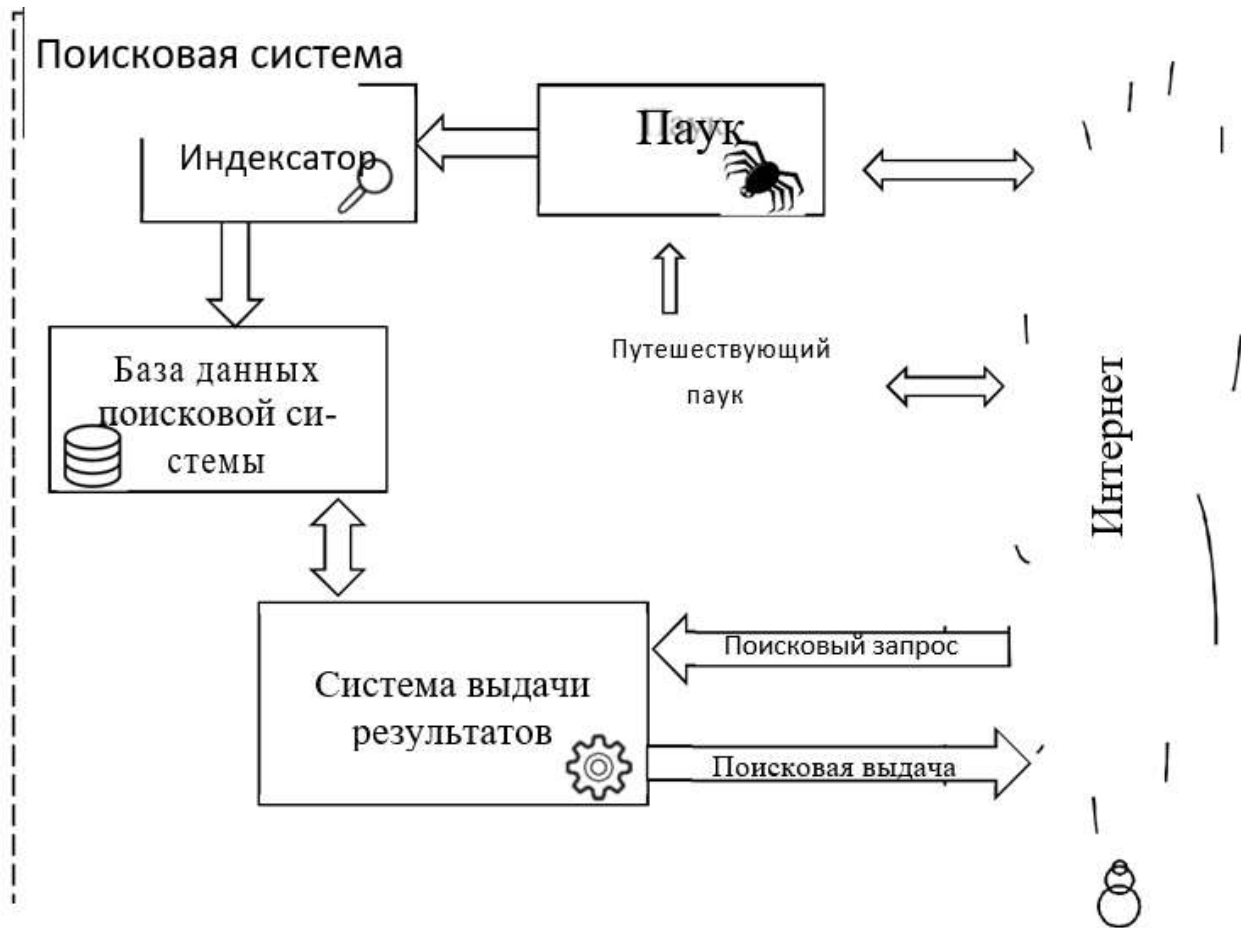 Поисковая система
Индексатор
Паук
Путешествующий
паук
База данных
поисковой си-
стемы
Интернет
Поисковый запрос
Система выдачи
результатов
Поисковая выдача